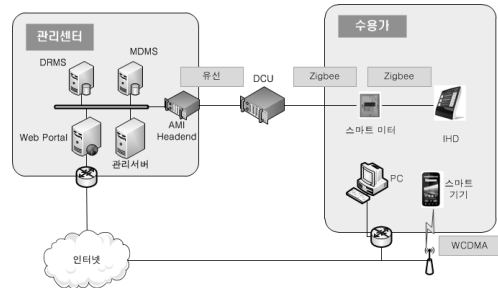 관리센터
DRMS
MDMS
Web Portal
관리서버
AMI
Headend
유선
DCU
수용가
Zigbee
Zigbee
스마트 미터
IHD
PC
스마트
기기
WCDMA
인터넷